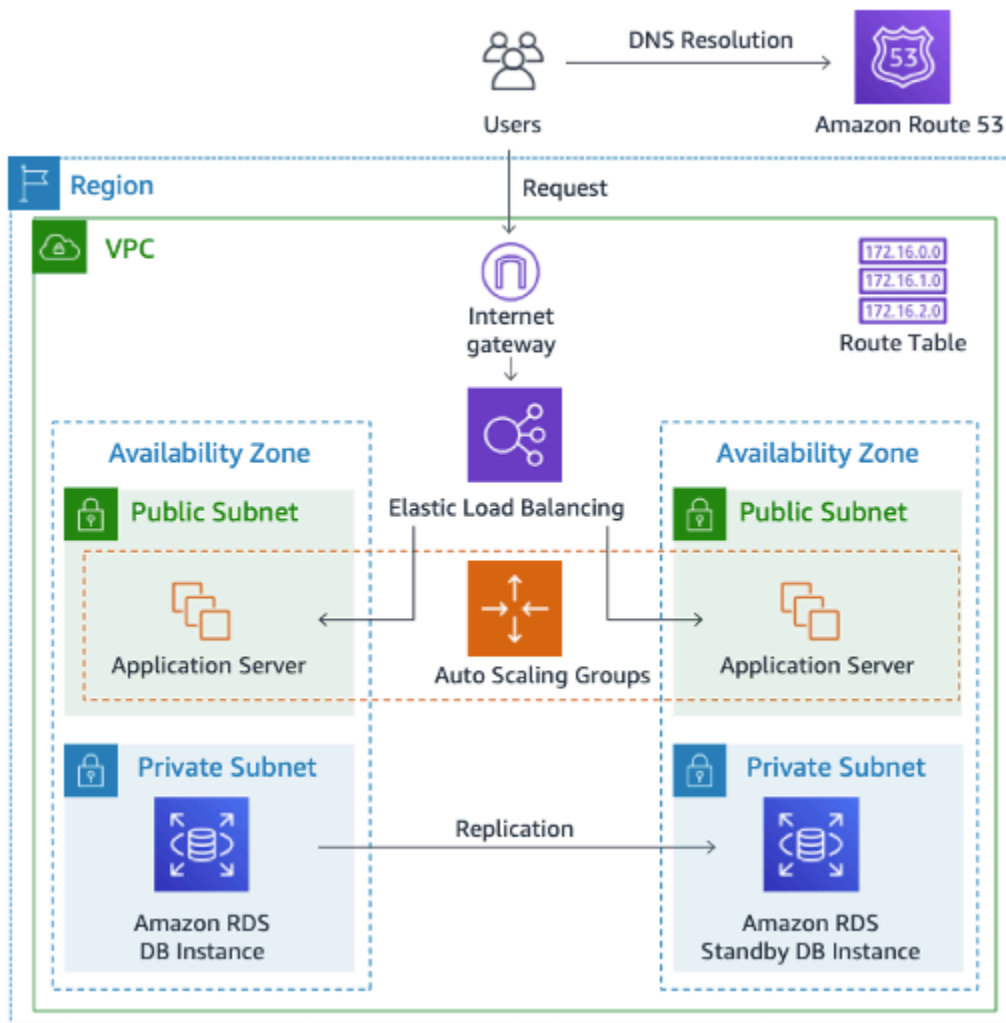 DNS Resolution
53
Users
Amazon Route 53
Region
Request
VPC
172.16.0.0
172.16.1.0
172.16.2.0
Route Table
Internet
gateway
Availability Zone
Availability Zone
Public Subnet
Elastic Load Balancing
Public Subnet
Application Server
Auto Scaling Groups
Application Server
Private Subnet
Private Subnet
Replication
Amazon RDS
DB Instance
Amazon RDS
Standby DB Instance